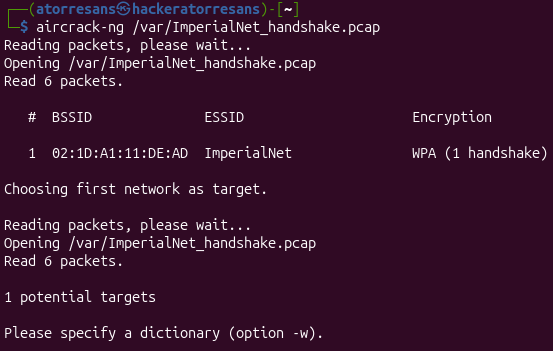 ┌──(atorresans㉿hackeratorresans)-[~]
└─$ aircrack-ng /var/ImperialNet_handshake.pcap
Reading packets, please wait...
Opening /var/ImperialNet_handshake.pcap
Read 6 packets.
# BSSID ESSID Encryption
1 02:1D:A1:11:DE:AD ImperialNet WPA (1 handshake)
Choosing first network as target.
Reading packets, please wait...
Opening /var/ImperialNet_handshake.pcap
Read 6 packets.
1 potential targets
Please specify a dictionary (option -w).